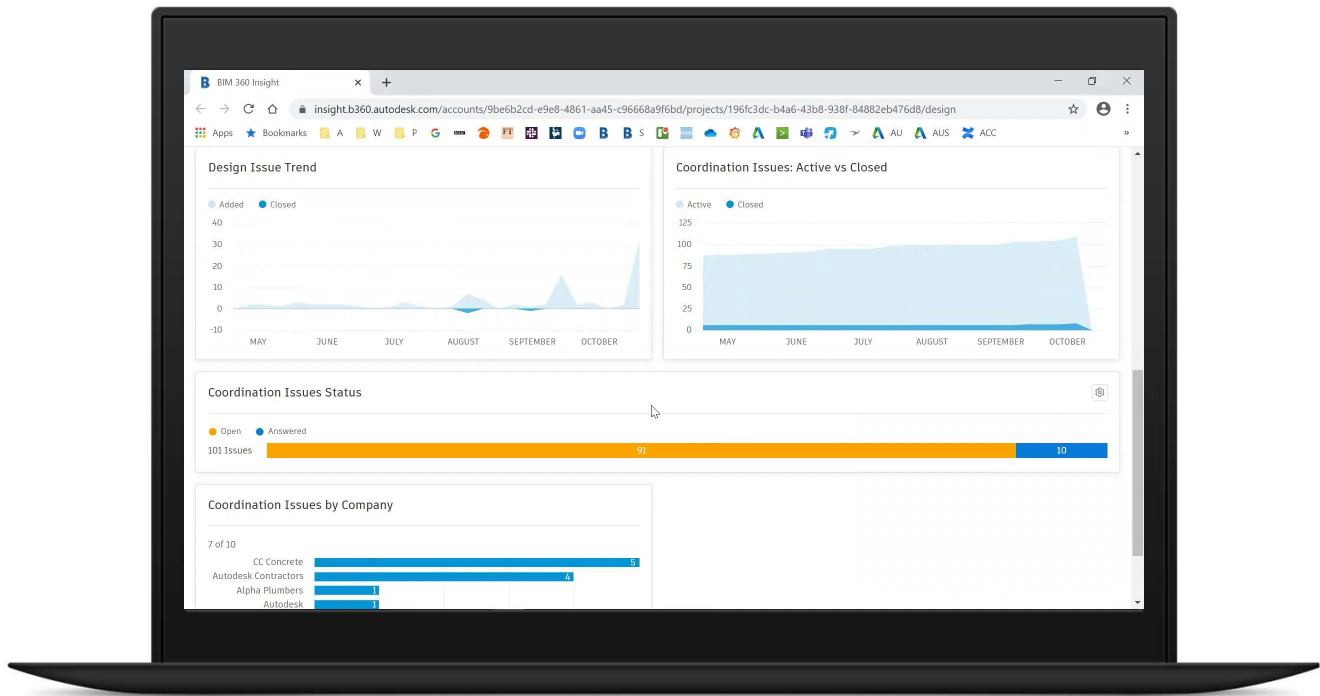 BIM 360 Insight
insight.b360.autodesk.com/accounts/9be6b2cd-e9e8-4861-aa45-c96668a9f6bd/projects/196fc3dc-b4a6-43b8-938f-84882eb476d8/design
Apps Bookmarks A W P G FT B B S AU AUS ACC
Design Issue Trend
Added Closed
40
30
20
10
0
-10
MAY JUNE JULY AUGUST SEPTEMBER OCTOBER
Coordination Issues: Active vs Closed
Active Closed
125
100
75
50
25
0
MAY JUNE JULY AUGUST SEPTEMBER OCTOBER
Coordination Issues Status
Open Answered
101 Issues 91 10
Coordination Issues by Company
7 of 10
CC Concrete 5
Autodesk Contractors 4
Alpha Plumbers 1
Autodesk 1